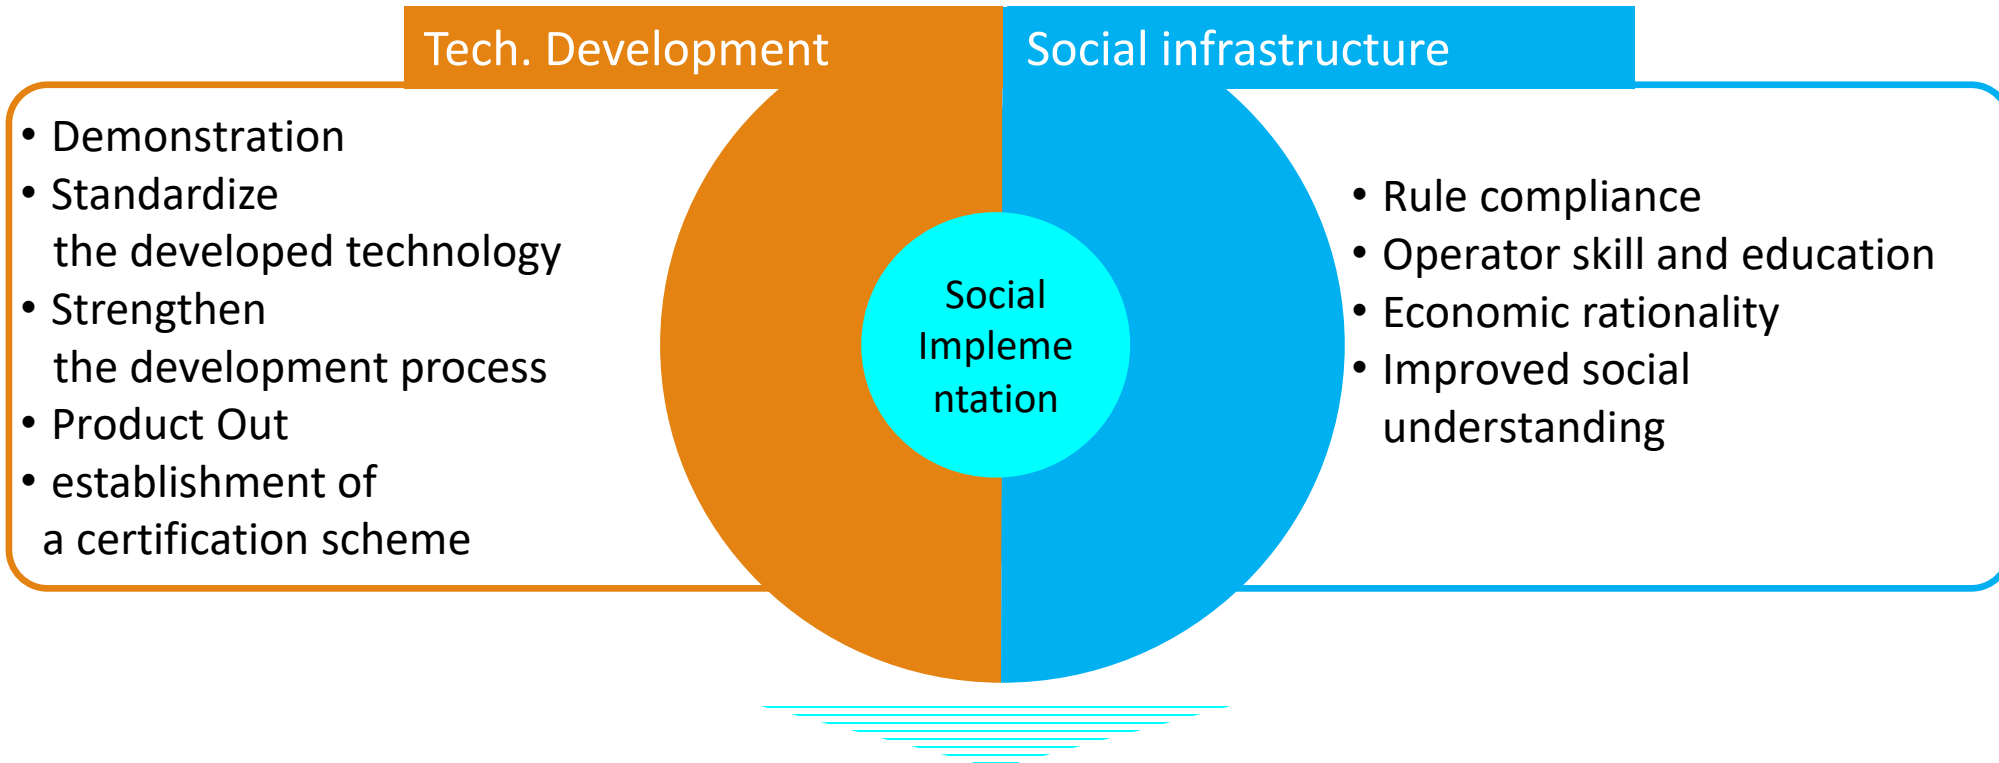 Tech. Development
Social infrastructure
• Demonstration
• Standardize
the developed technology
• Strengthen
the development process
• Product Out
• establishment of
a certification scheme
Social
Impleme
ntation
• Rule compliance
• Operator skill and education
• Economic rationality
• Improved social
understanding